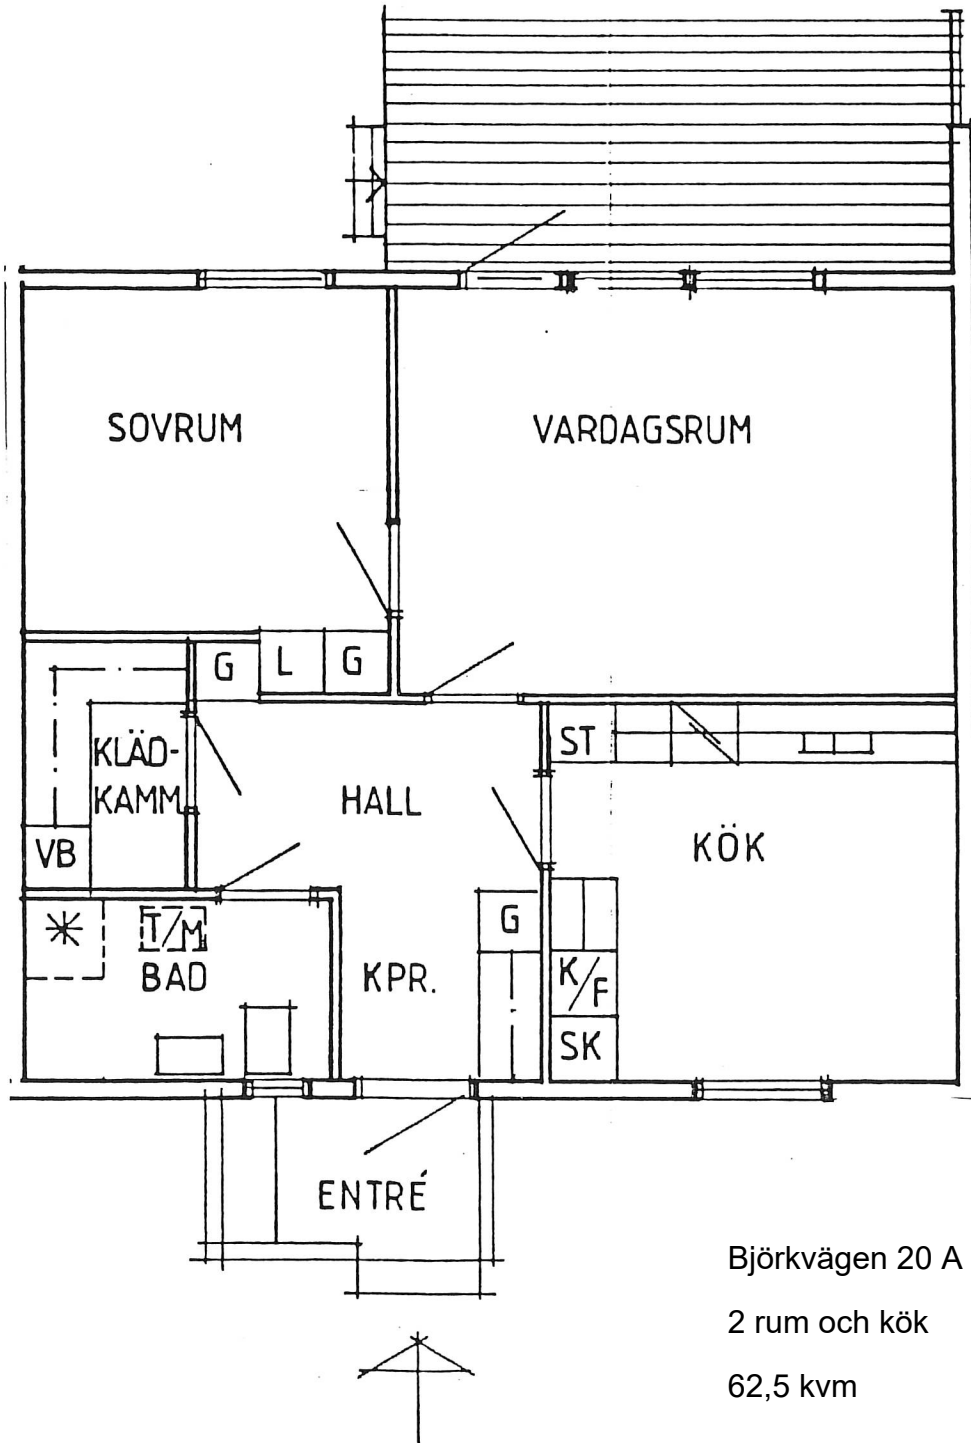 SOVRUM
VARDAGSRUM
G
L
G
KLÄD-
KAMM
ST
HALL
KÖK
VB
T/M
BAD
G
KPR.
K/F
SK
ENTRÉ
Björkvägen 20 A
2 rum och kök
62,5 kvm